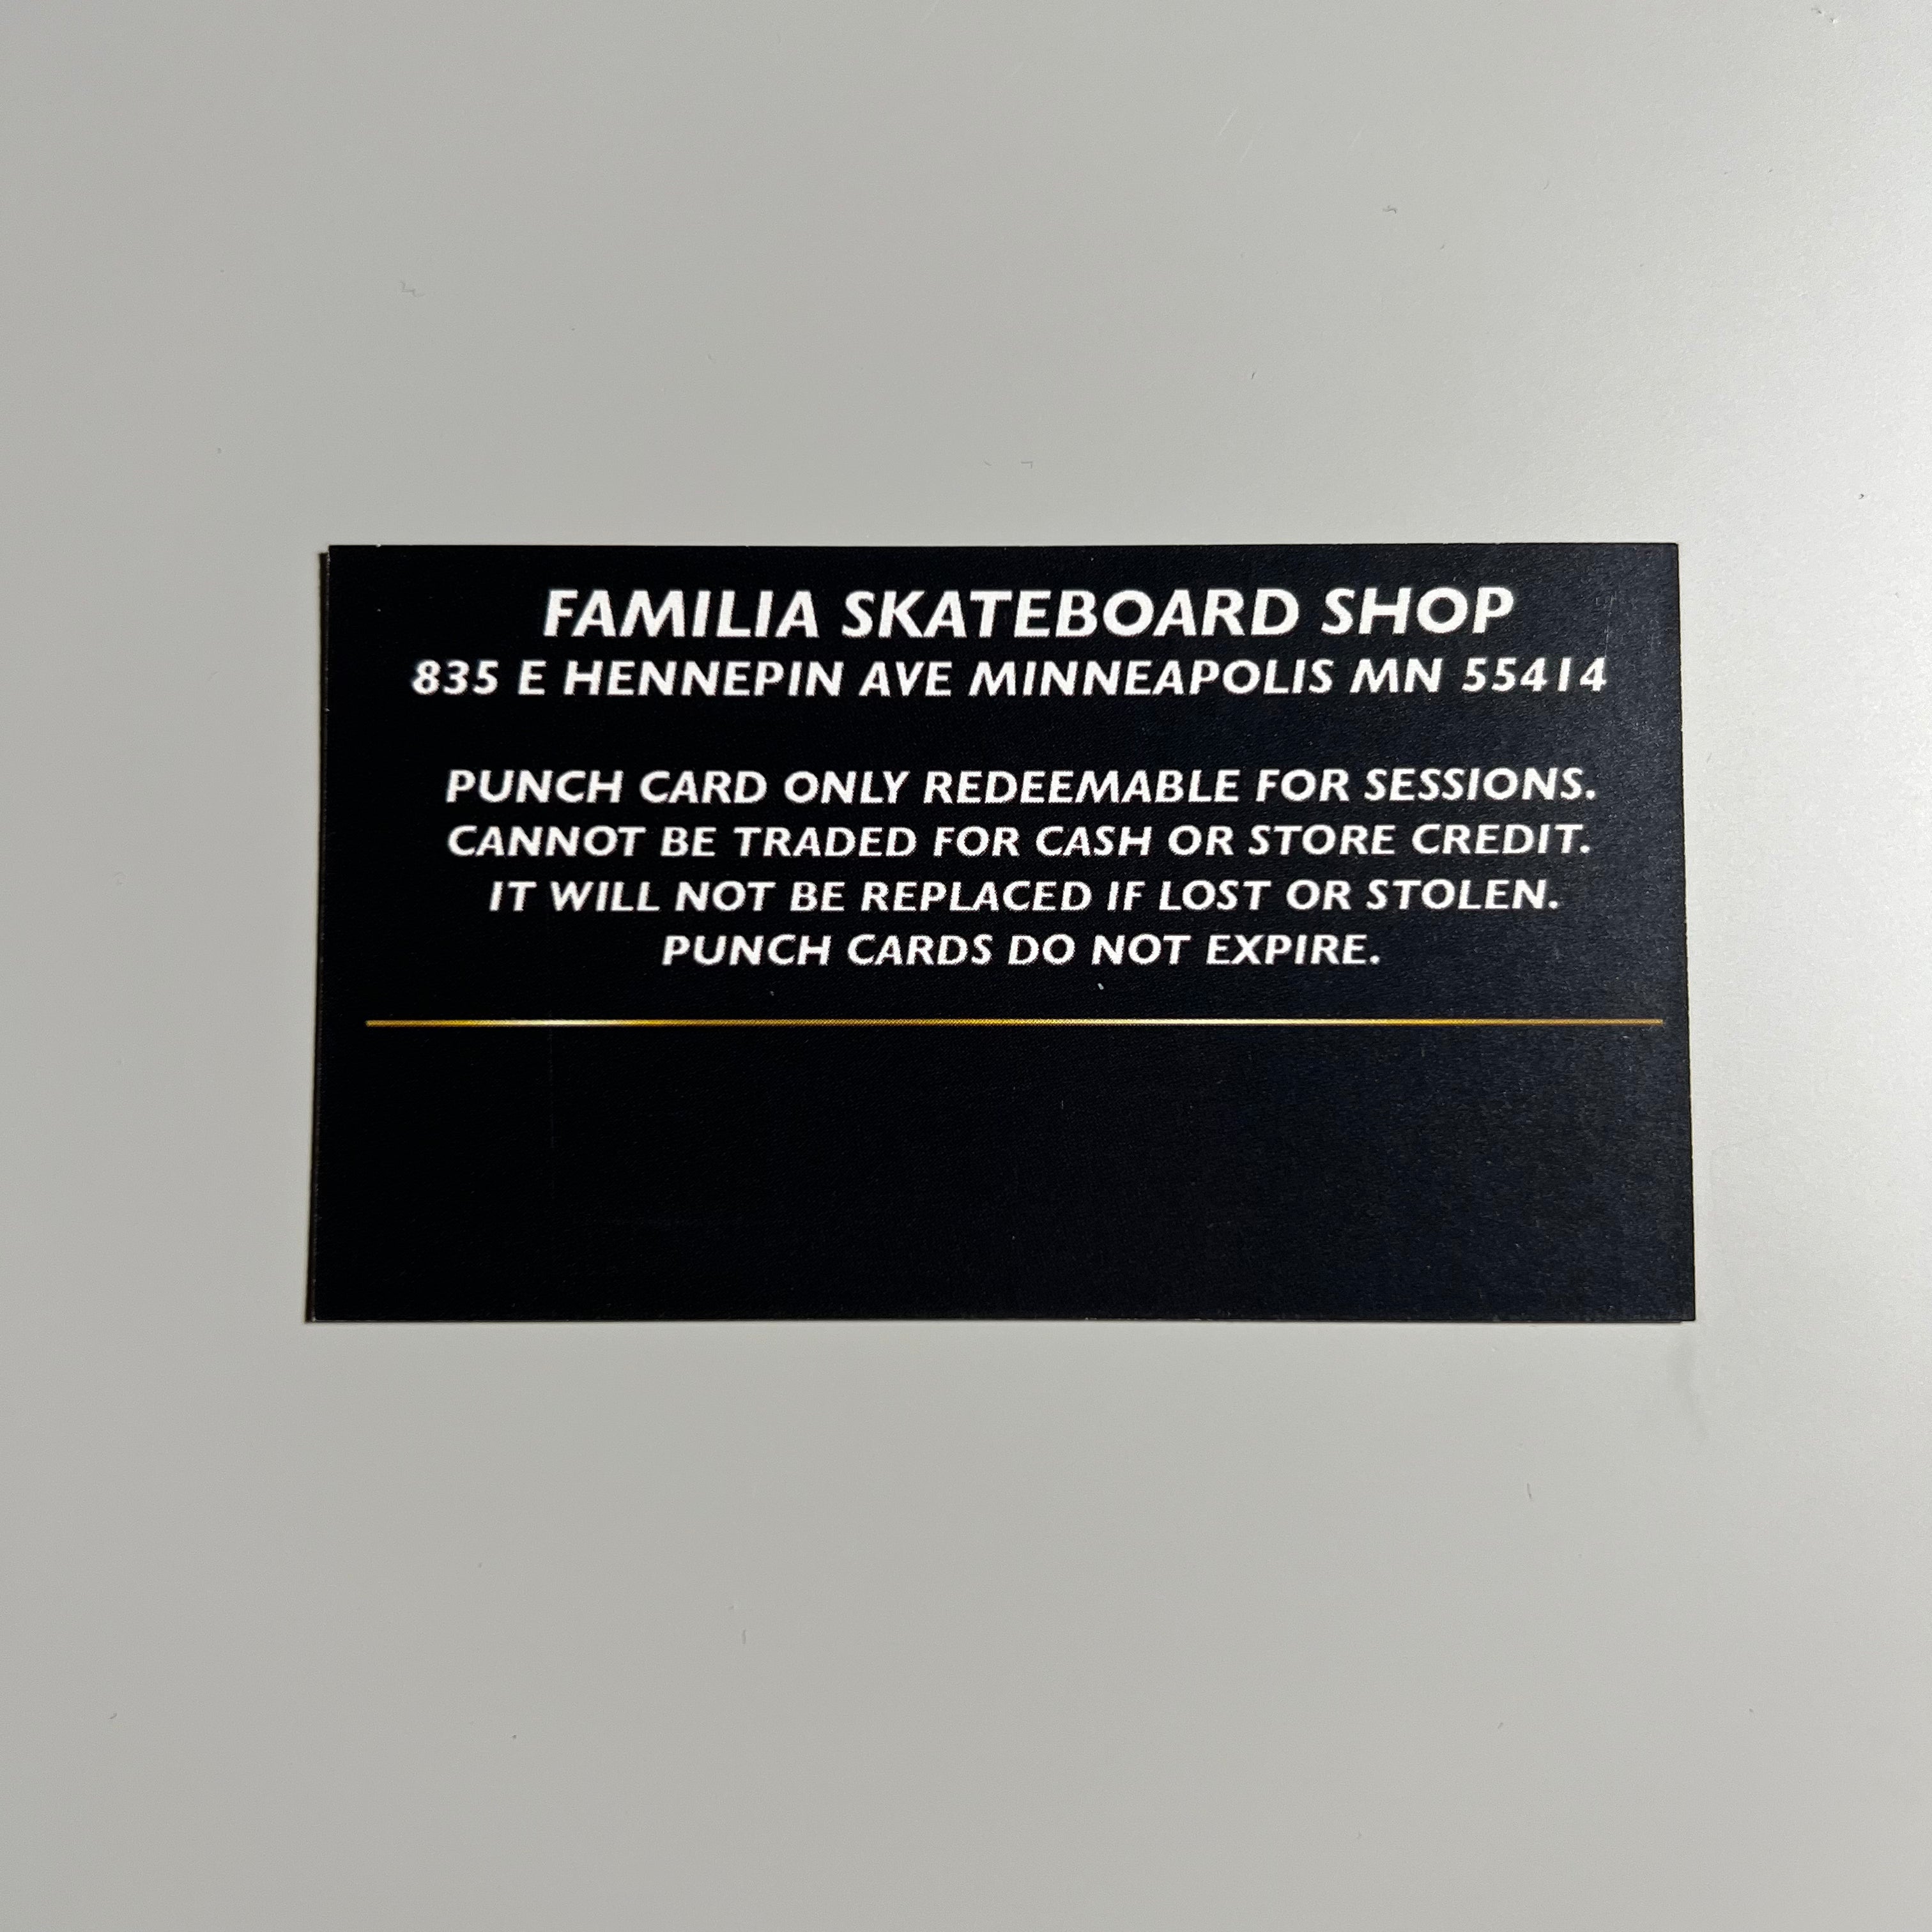 FAMILIA SKATEBOARD SHOP
835 E HENNEPIN AVE MINNEAPOLIS MN 55414
PUNCH CARD ONLY REDEEMABLE FOR SESSIONS.
CANNOT BE TRADED FOR CASH OR STORE CREDIT.
IT WILL NOT BE REPLACED IF LOST OR STOLEN.
PUNCH CARDS DO NOT EXPIRE.